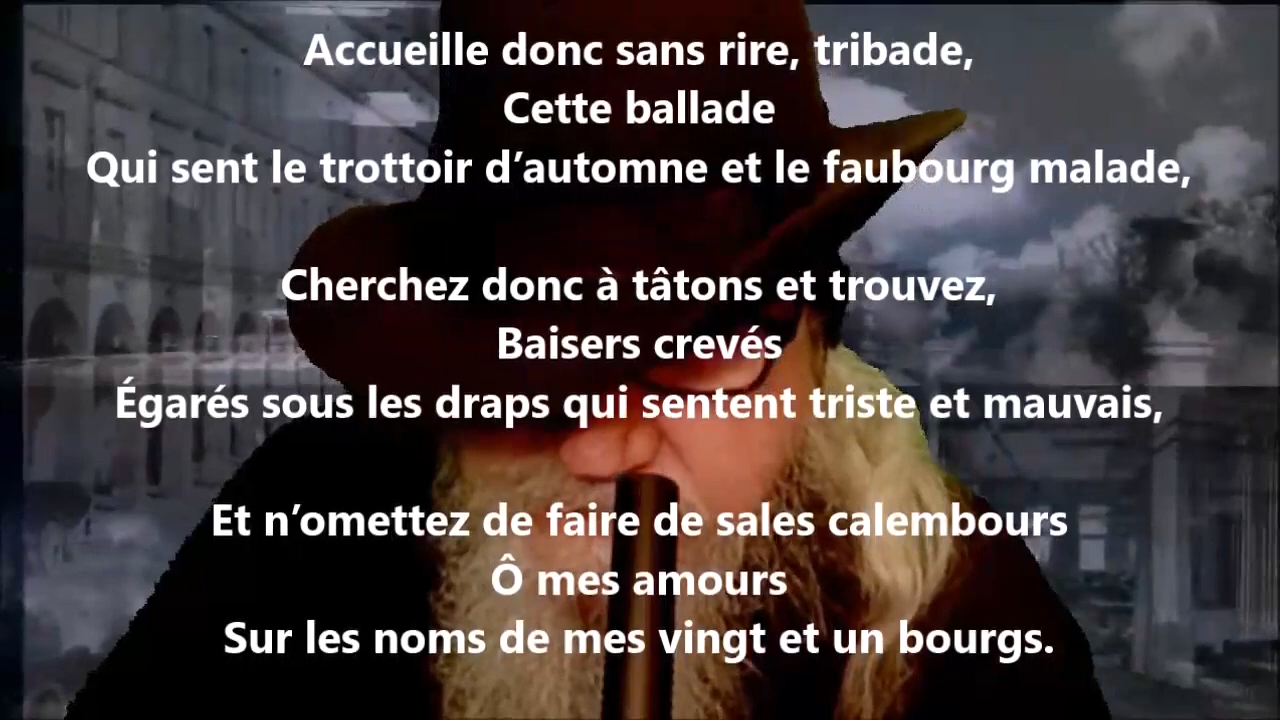 Accueille donc sans rire, tribade,
Cette ballade
Qui sent le trottoir d’automne et le faubourg malade,
Cherchez donc à tâtons et trouvez,
Baisers crevés
Égarés sous les draps qui sentent triste et mauvais,
Et n’omettez de faire de sales calembours
Ô mes amours
Sur les noms de mes vingt et un bourgs.